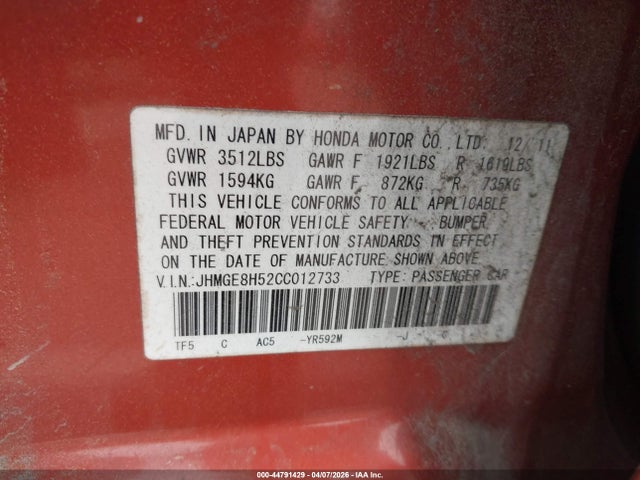 MFD. IN JAPAN BY HONDA MOTOR CO., LTD. 12/11
GVWR 3512LBS GAWR F 1921LBS R 1619LBS
GVWR 1594KG GAWR F 872KG R 735KG
THIS VEHICLE CONFORMS TO ALL APPLICABLE
FEDERAL MOTOR VEHICLE SAFETY, BUMPER,
AND THEFT PREVENTION STANDARDS IN EFFECT
ON THE DATE OF MANUFACTURE SHOWN ABOVE.
V.I.N.:JHMGE8H52CC012733 TYPE: PASSENGER CAR
TF5 C AC5 -YR592M -J
000-44791429 - 04/07/2026 - IAA Inc.